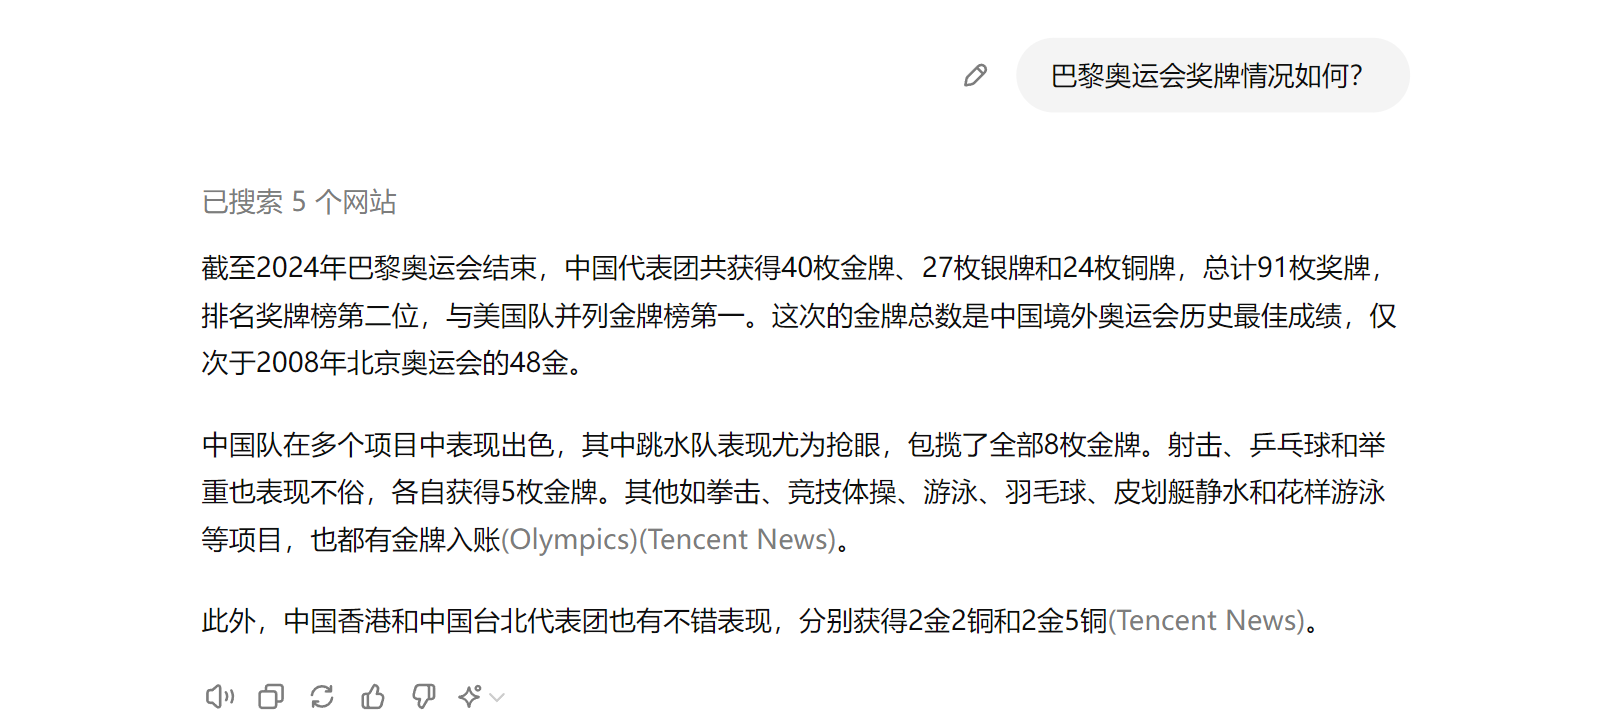 巴黎奥运会奖牌情况如何？
已搜索 5 个网站
截至2024年巴黎奥运会结束，中国代表团共获得40枚金牌、27枚银牌和24枚铜牌，总计91枚奖牌，
排名奖牌榜第二位，与美国队并列金牌榜第一。这次的金牌总数是中国境外奥运会历史最佳成绩，仅
次于2008年北京奥运会的48金。
中国队在多个项目中表现出色，其中跳水队表现尤为抢眼，包揽了全部8枚金牌。射击、乒乓球和举
重也表现不俗，各自获得5枚金牌。其他如拳击、竞技体操、游泳、羽毛球、皮划艇静水和花样游泳
等项目，也都有金牌入账(Olympics)(Tencent News)。
此外，中国香港和中国台北代表团也有不错表现，分别获得2金2铜和2金5铜(Tencent News)。